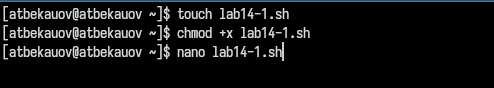 [atbekauov@atbekauov ~]$ touch lab14-1.sh
[atbekauov@atbekauov ~]$ chmod +x lab14-1.sh
[atbekauov@atbekauov ~]$ nano lab14-1.sh